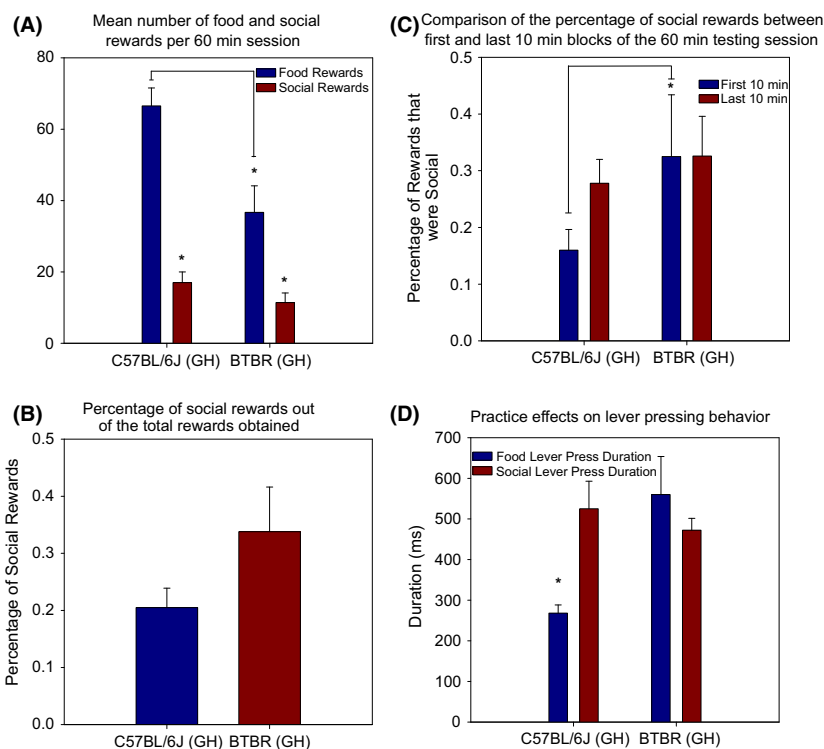 (A)
Mean number of food and social
rewards per 60 min session
80
60
40
20
0
Food Rewards
Social Rewards
*
*
*
C57BL/6J (GH)
BTBR (GH)
(C)
Comparison of the percentage of social rewards between
first and last 10 min blocks of the 60 min testing session
Percentage of Rewards that
were Social
0.5
0.4
0.3
0.2
0.1
0.0
First 10 min
Last 10 min
*
C57BL/6J (GH)
BTBR (GH)
(B)
Percentage of social rewards out
of the total rewards obtained
Percentage of Social Rewards
0.5
0.4
0.3
0.2
0.1
0.0
C57BL/6J (GH)
BTBR (GH)
(D)
Practice effects on lever pressing behavior
Duration (ms)
700
600
500
400
300
200
100
0
Food Lever Press Duration
Social Lever Press Duration
*
C57BL/6J (GH)
BTBR (GH)